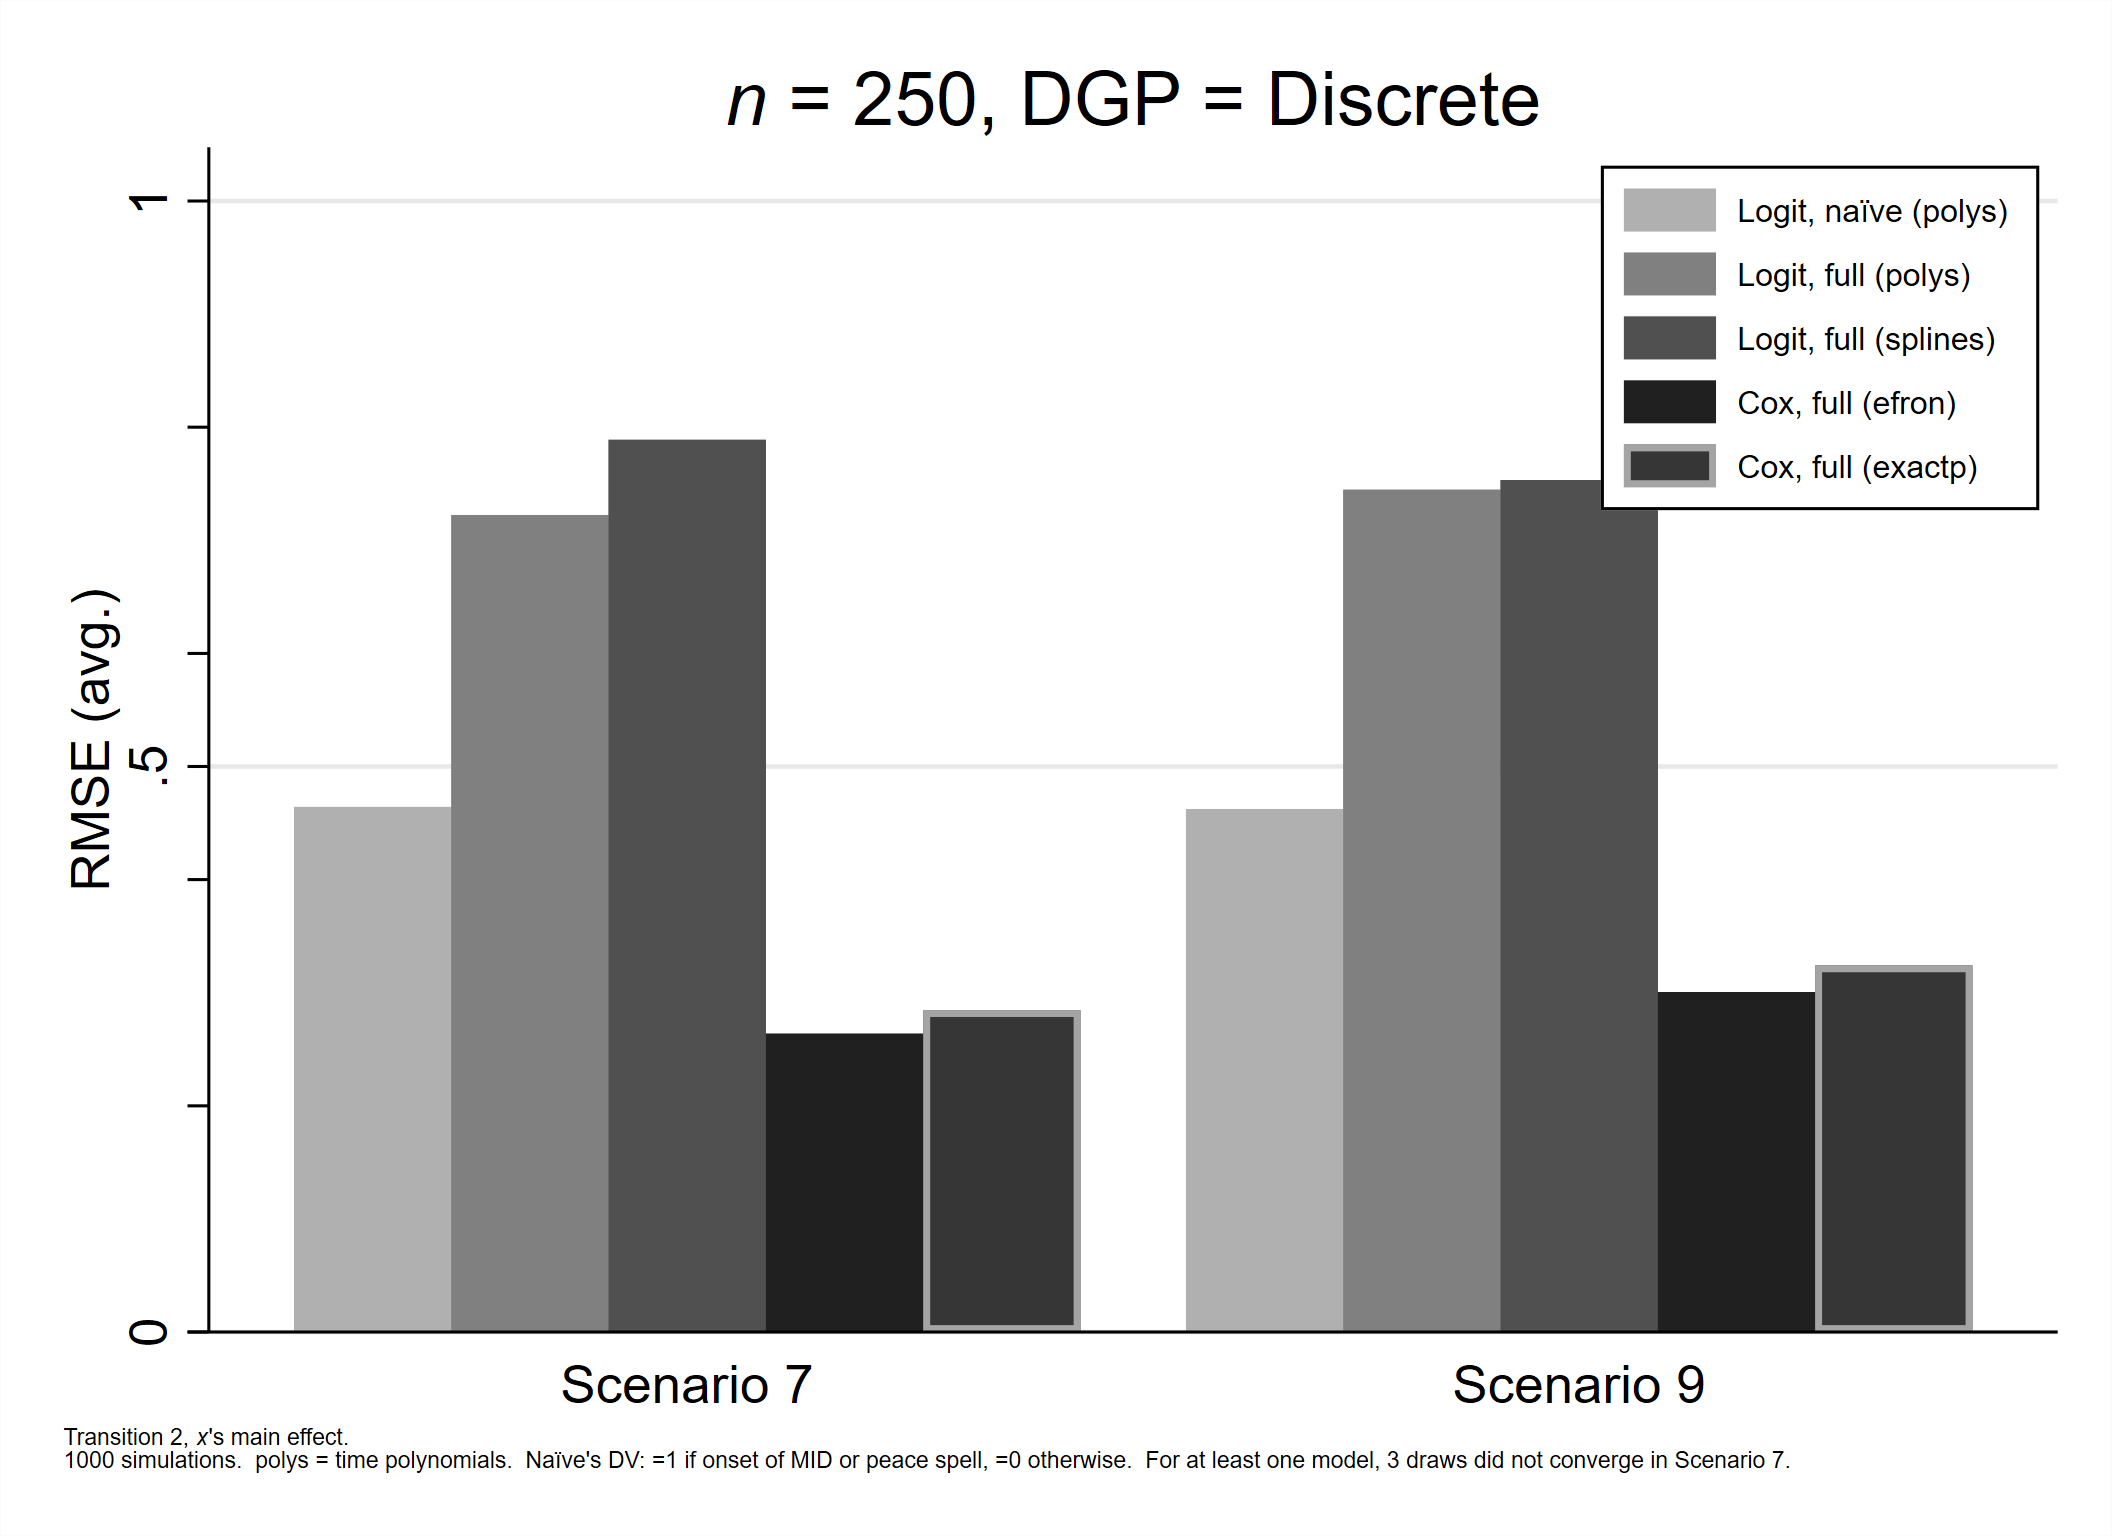 n = 250, DGP = Discrete
1
.5
0
RMSE (avg.)
Logit, naïve (polys)
Logit, full (polys)
Logit, full (splines)
Cox, full (efron)
Cox, full (exactp)
Scenario 7
Scenario 9
Transition 2, x's main effect.
1000 simulations.  polys = time polynomials.  Naïve's DV: =1 if onset of MID or peace spell, =0 otherwise.  For at least one model, 3 draws did not converge in Scenario 7.